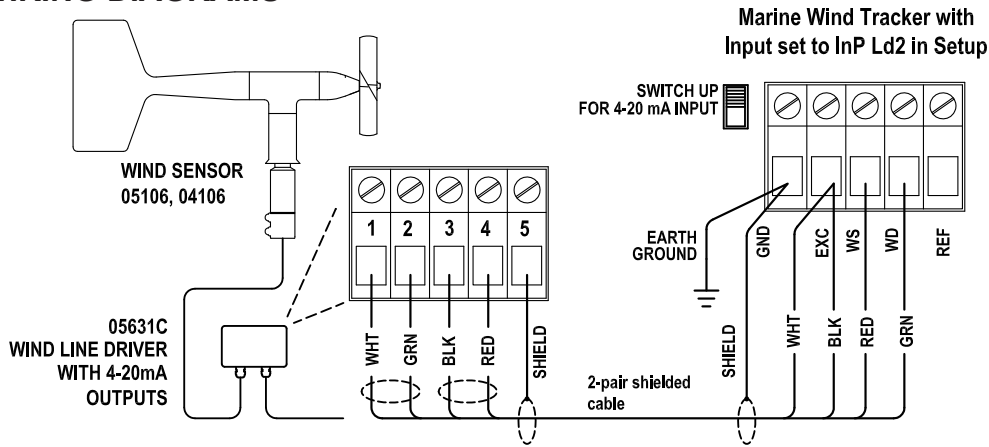 Marine Wind Tracker with
Input set to InP Ld2 in Setup
SWITCH UP
FOR 4-20 mA INPUT
WIND SENSOR
05106, 04106
1 2 3 4 5
EARTH
GROUND
GND
EXC
WS
WD
REF
05631C
WIND LINE DRIVER
WITH 4-20mA
OUTPUTS
WHT
GRN
BLK
RED
SHIELD
2-pair shielded
cable
SHIELD
WHT
BLK
RED
GRN